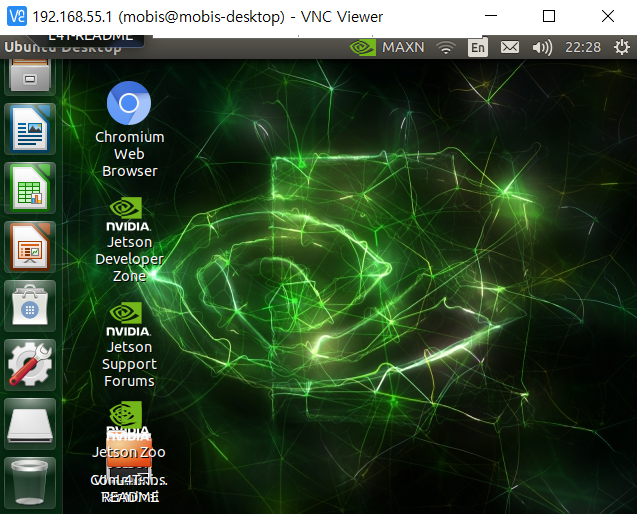 192.168.55.1 (mobis@mobis-desktop) - VNC Viewer
L4T-README
Ubuntu Desktop
MAXN
En
22:28
Chromium
Web
Browser
NVIDIA.
Jetson
Developer
Zone
NVIDIA.
Jetson
Support
Forums
NVIDIA
Jetson Zoo
README